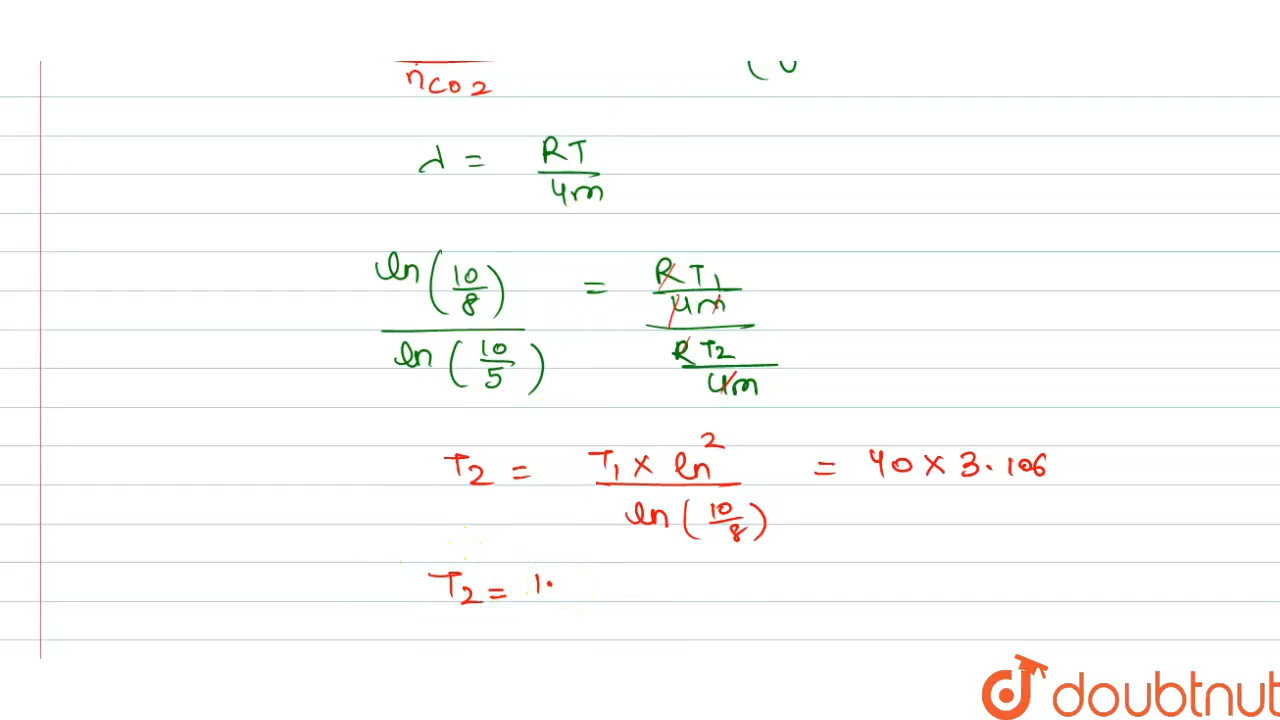 nCO2
λ = RT/4m
ln(10/8) / ln(10/5) = (RT1/4m) / (RT2/4m)
T2 = T1 × ln2 / ln(10/8) = 40 × 3.106
T2 = 1.
doubtnut